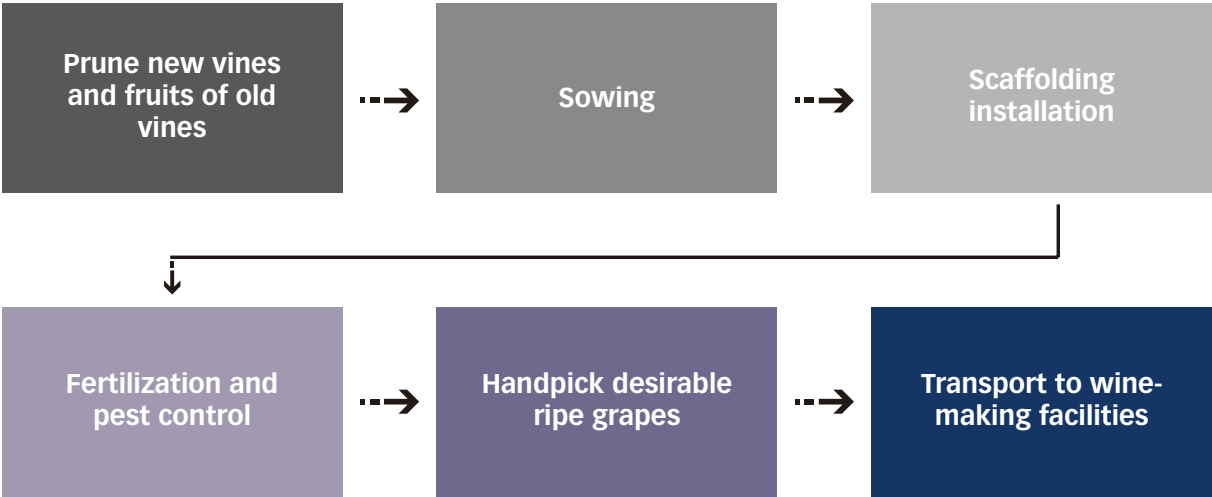 Prune new vines
and fruits of old
vines
Sowing
Scaffolding
installation
Fertilization and
pest control
Handpick desirable
ripe grapes
Transport to wine-
making facilities